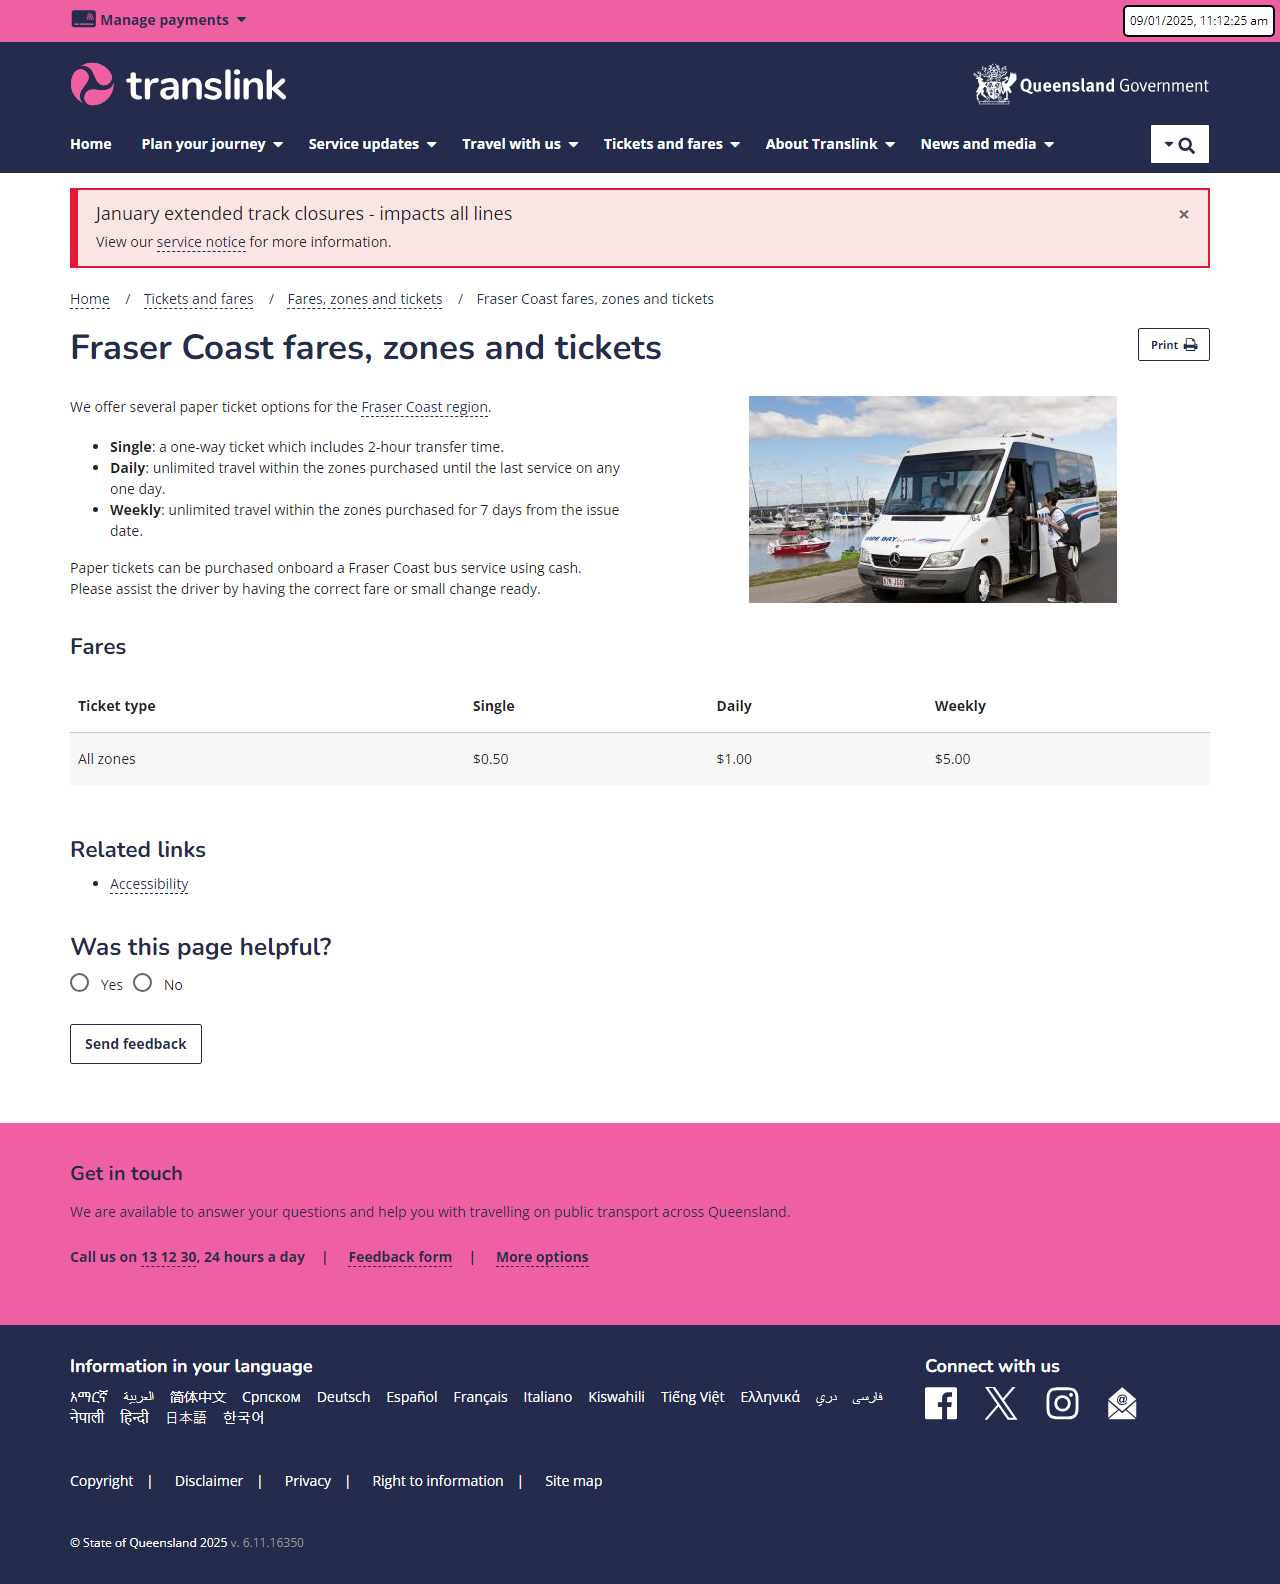 Manage payments
09/01/2025, 11:12:25 am
translink
Queensland Government
Home Plan your journey Service updates Travel with us Tickets and fares About Translink News and media
January extended track closures - impacts all lines ×
View our service notice for more information.
Home / Tickets and fares / Fares, zones and tickets / Fraser Coast fares, zones and tickets
Fraser Coast fares, zones and tickets
Print
We offer several paper ticket options for the Fraser Coast region.
• Single: a one-way ticket which includes 2-hour transfer time.
• Daily: unlimited travel within the zones purchased until the last service on any
one day.
• Weekly: unlimited travel within the zones purchased for 7 days from the issue
date.
Paper tickets can be purchased onboard a Fraser Coast bus service using cash.
Please assist the driver by having the correct fare or small change ready.
64
Fares
Ticket type Single Daily Weekly
All zones $0.50 $1.00 $5.00
Related links
• Accessibility
Was this page helpful?
Yes No
Send feedback
Get in touch
We are available to answer your questions and help you with travelling on public transport across Queensland.
Call us on 13 12 30, 24 hours a day | Feedback form | More options
Information in your language
Connect with us
አማርኛ العربية 简体中文 Српском Deutsch Español Français Italiano Kiswahili Tiếng Việt Ελληνικά دري فارسی
नेपाली हिन्दी 日本語 한국어
Copyright | Disclaimer | Privacy | Right to information | Site map
© State of Queensland 2025 v. 6.11.16350